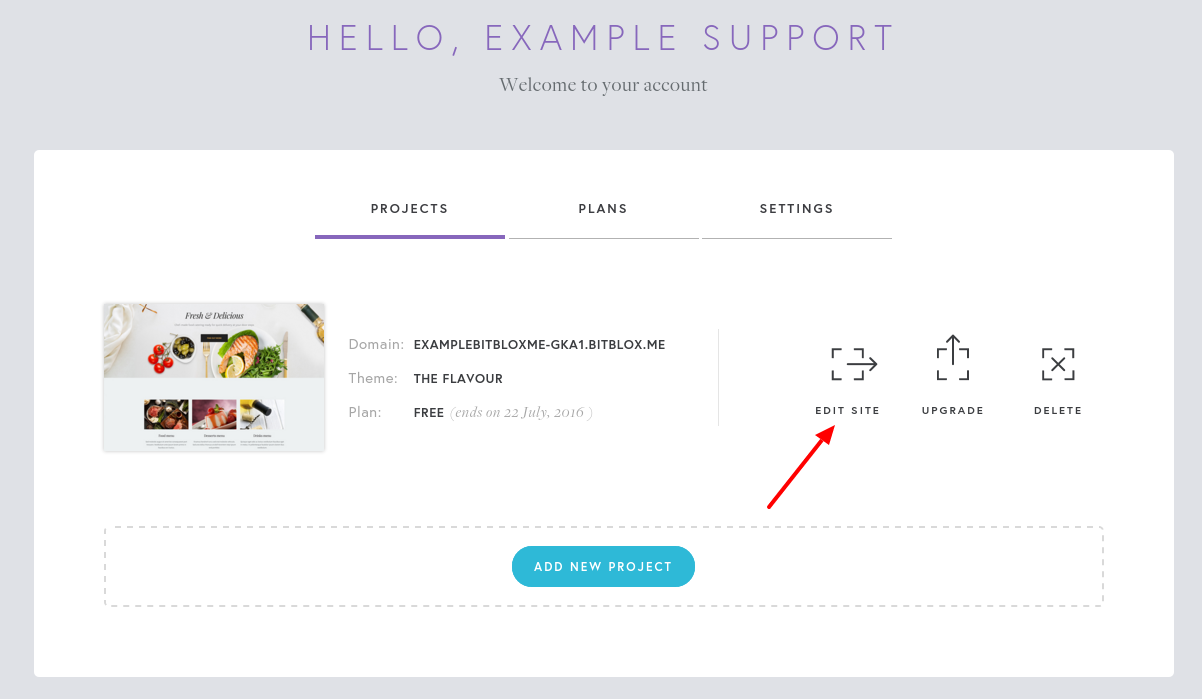 HELLO, EXAMPLE SUPPORT
Welcome to your account
PROJECTS PLANS SETTINGS
Fresh & Delicious
Domain: EXAMPLEBITBLOXME-GKA1.BITBLOX.ME
Theme: THE FLAVOUR
Plan: FREE (ends on 22 July, 2016 )
EDIT SITE UPGRADE DELETE
ADD NEW PROJECT